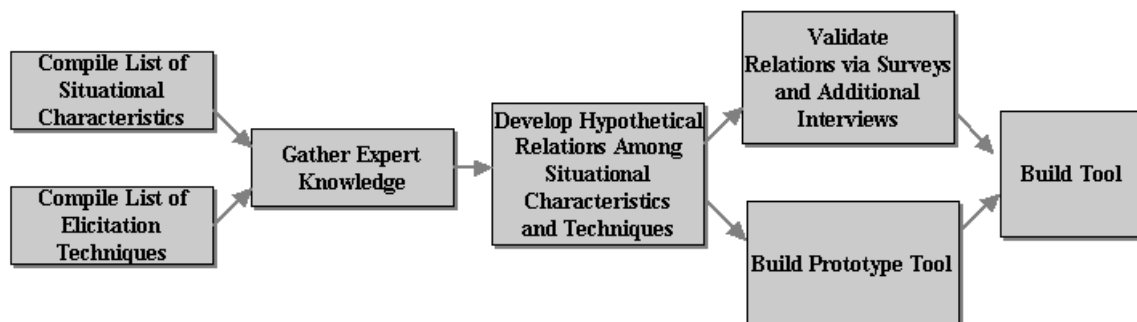 Compile List of
Situational
Characteristics
Compile List of
Elicitation
Techniques
Gather Expert
Knowledge
Develop Hypothetical
Relations Among
Situational
Characteristics
and Techniques
Validate
Relations via Surveys
and Additional
Interviews
Build Prototype Tool
Build Tool